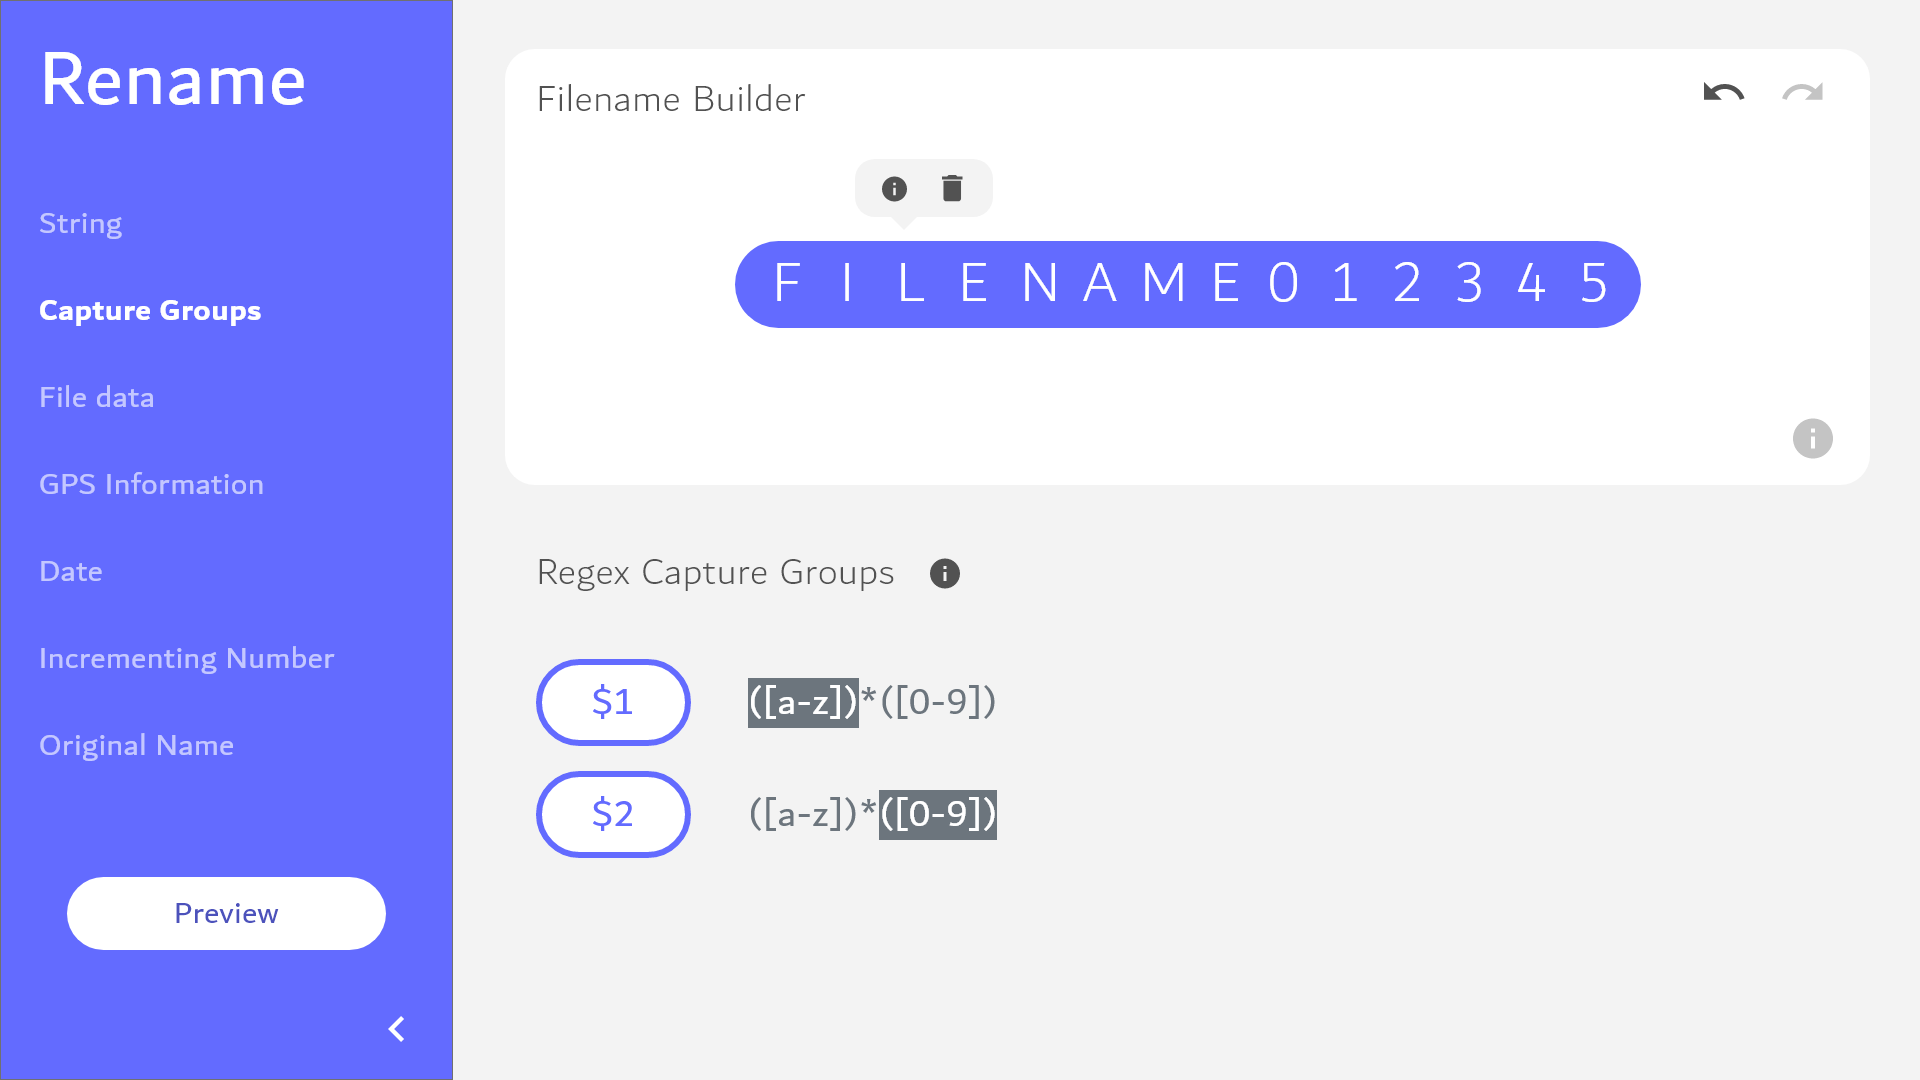 Rename
String
Capture Groups
File data
GPS Information
Date
Incrementing Number
Original Name
Preview
Filename Builder
F I L E N A M E 0 1 2 3 4 5
Regex Capture Groups
$1 ([a-z])*([0-9])
$2 ([a-z])*([0-9])